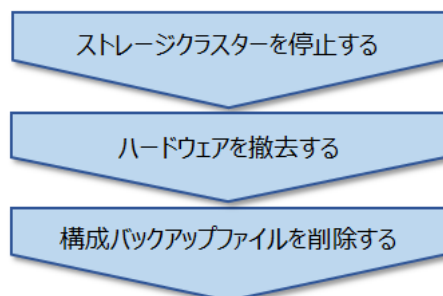 ストレージクラスターを停止する
ハードウェアを撤去する
構成バックアップファイルを削除する